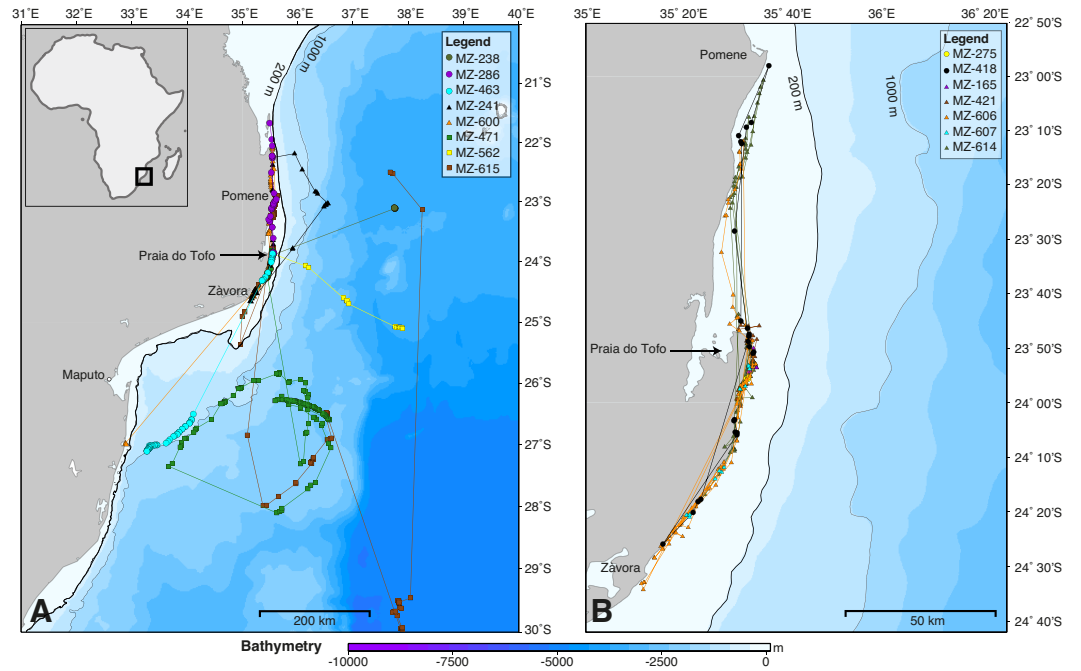 31°E
32°E
33°E
34°E
35°E
36°E
37°E
38°E
39°E
40°E
21°S
22°S
23°S
24°S
25°S
26°S
27°S
28°S
29°S
30°S
Legend
MZ-238
MZ-286
MZ-463
MZ-241
MZ-600
MZ-471
MZ-562
MZ-615
200 m
1000 m
Pomene
Praia do Tofo
Zàvora
Maputo
A
200 km
35°E
35°20'E
35°40'E
36°E
36°20'E
22°50'S
23°00'S
23°10'S
23°20'S
23°30'S
23°40'S
23°50'S
24°00'S
24°10'S
24°20'S
24°30'S
24°40'S
Legend
MZ-275
MZ-418
MZ-165
MZ-421
MZ-606
MZ-607
MZ-614
Pomene
200 m
1000 m
Praia do Tofo
Zàvora
B
50 km
Bathymetry
m
-10000
-7500
-5000
-2500
0